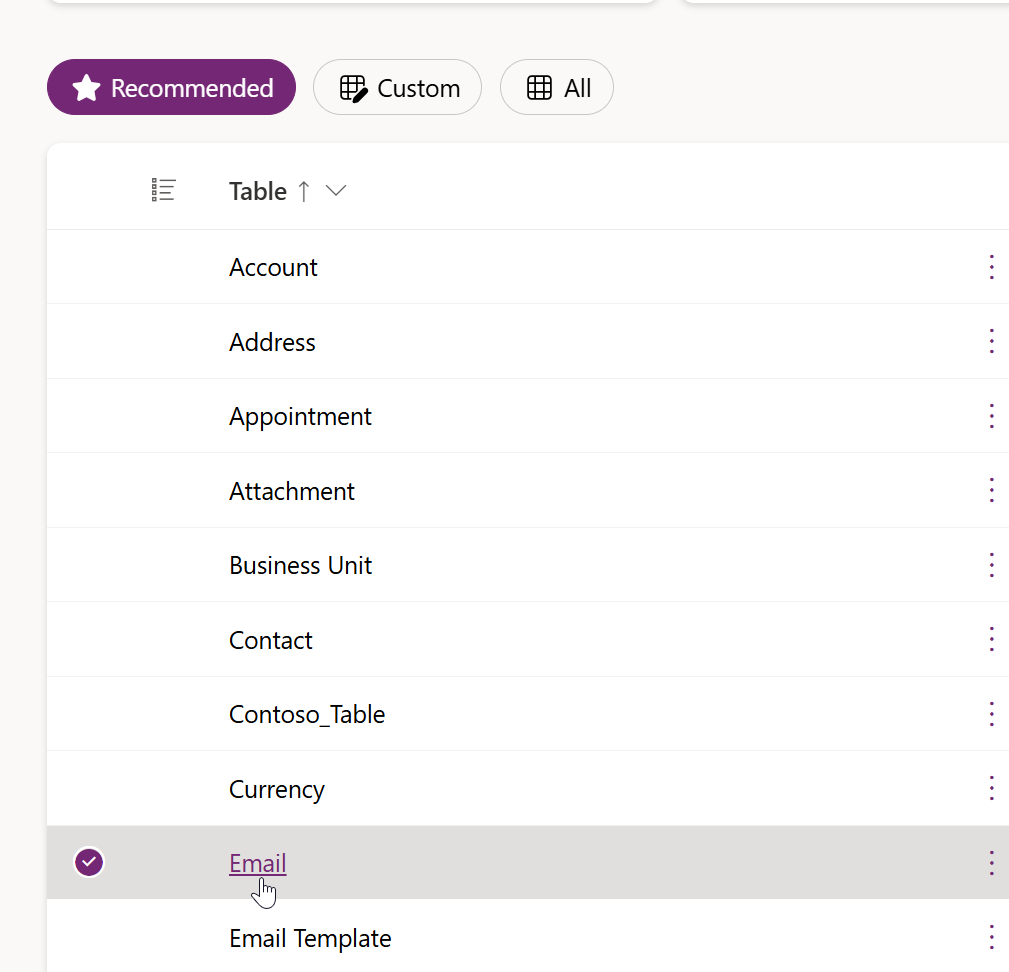 Recommended Custom All
Table
Account
Address
Appointment
Attachment
Business Unit
Contact
Contoso_Table
Currency
Email
Email Template